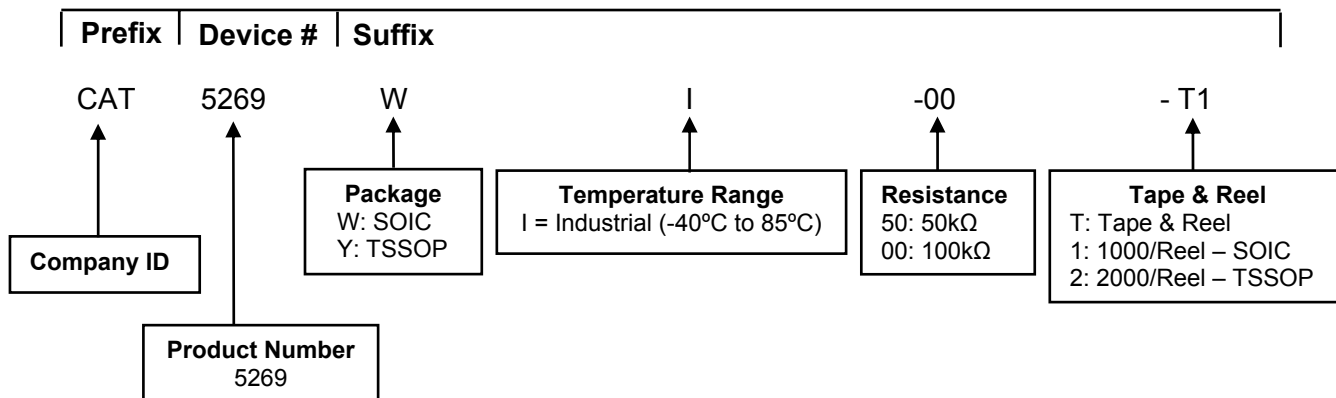 Prefix Device # Suffix
CAT 5269 W I -00 - T1
Company ID
Product Number
5269
Package
W: SOIC
Y: TSSOP
Temperature Range
I = Industrial (-40ºC to 85ºC)
Resistance
50: 50kΩ
00: 100kΩ
Tape & Reel
T: Tape & Reel
1: 1000/Reel – SOIC
2: 2000/Reel – TSSOP